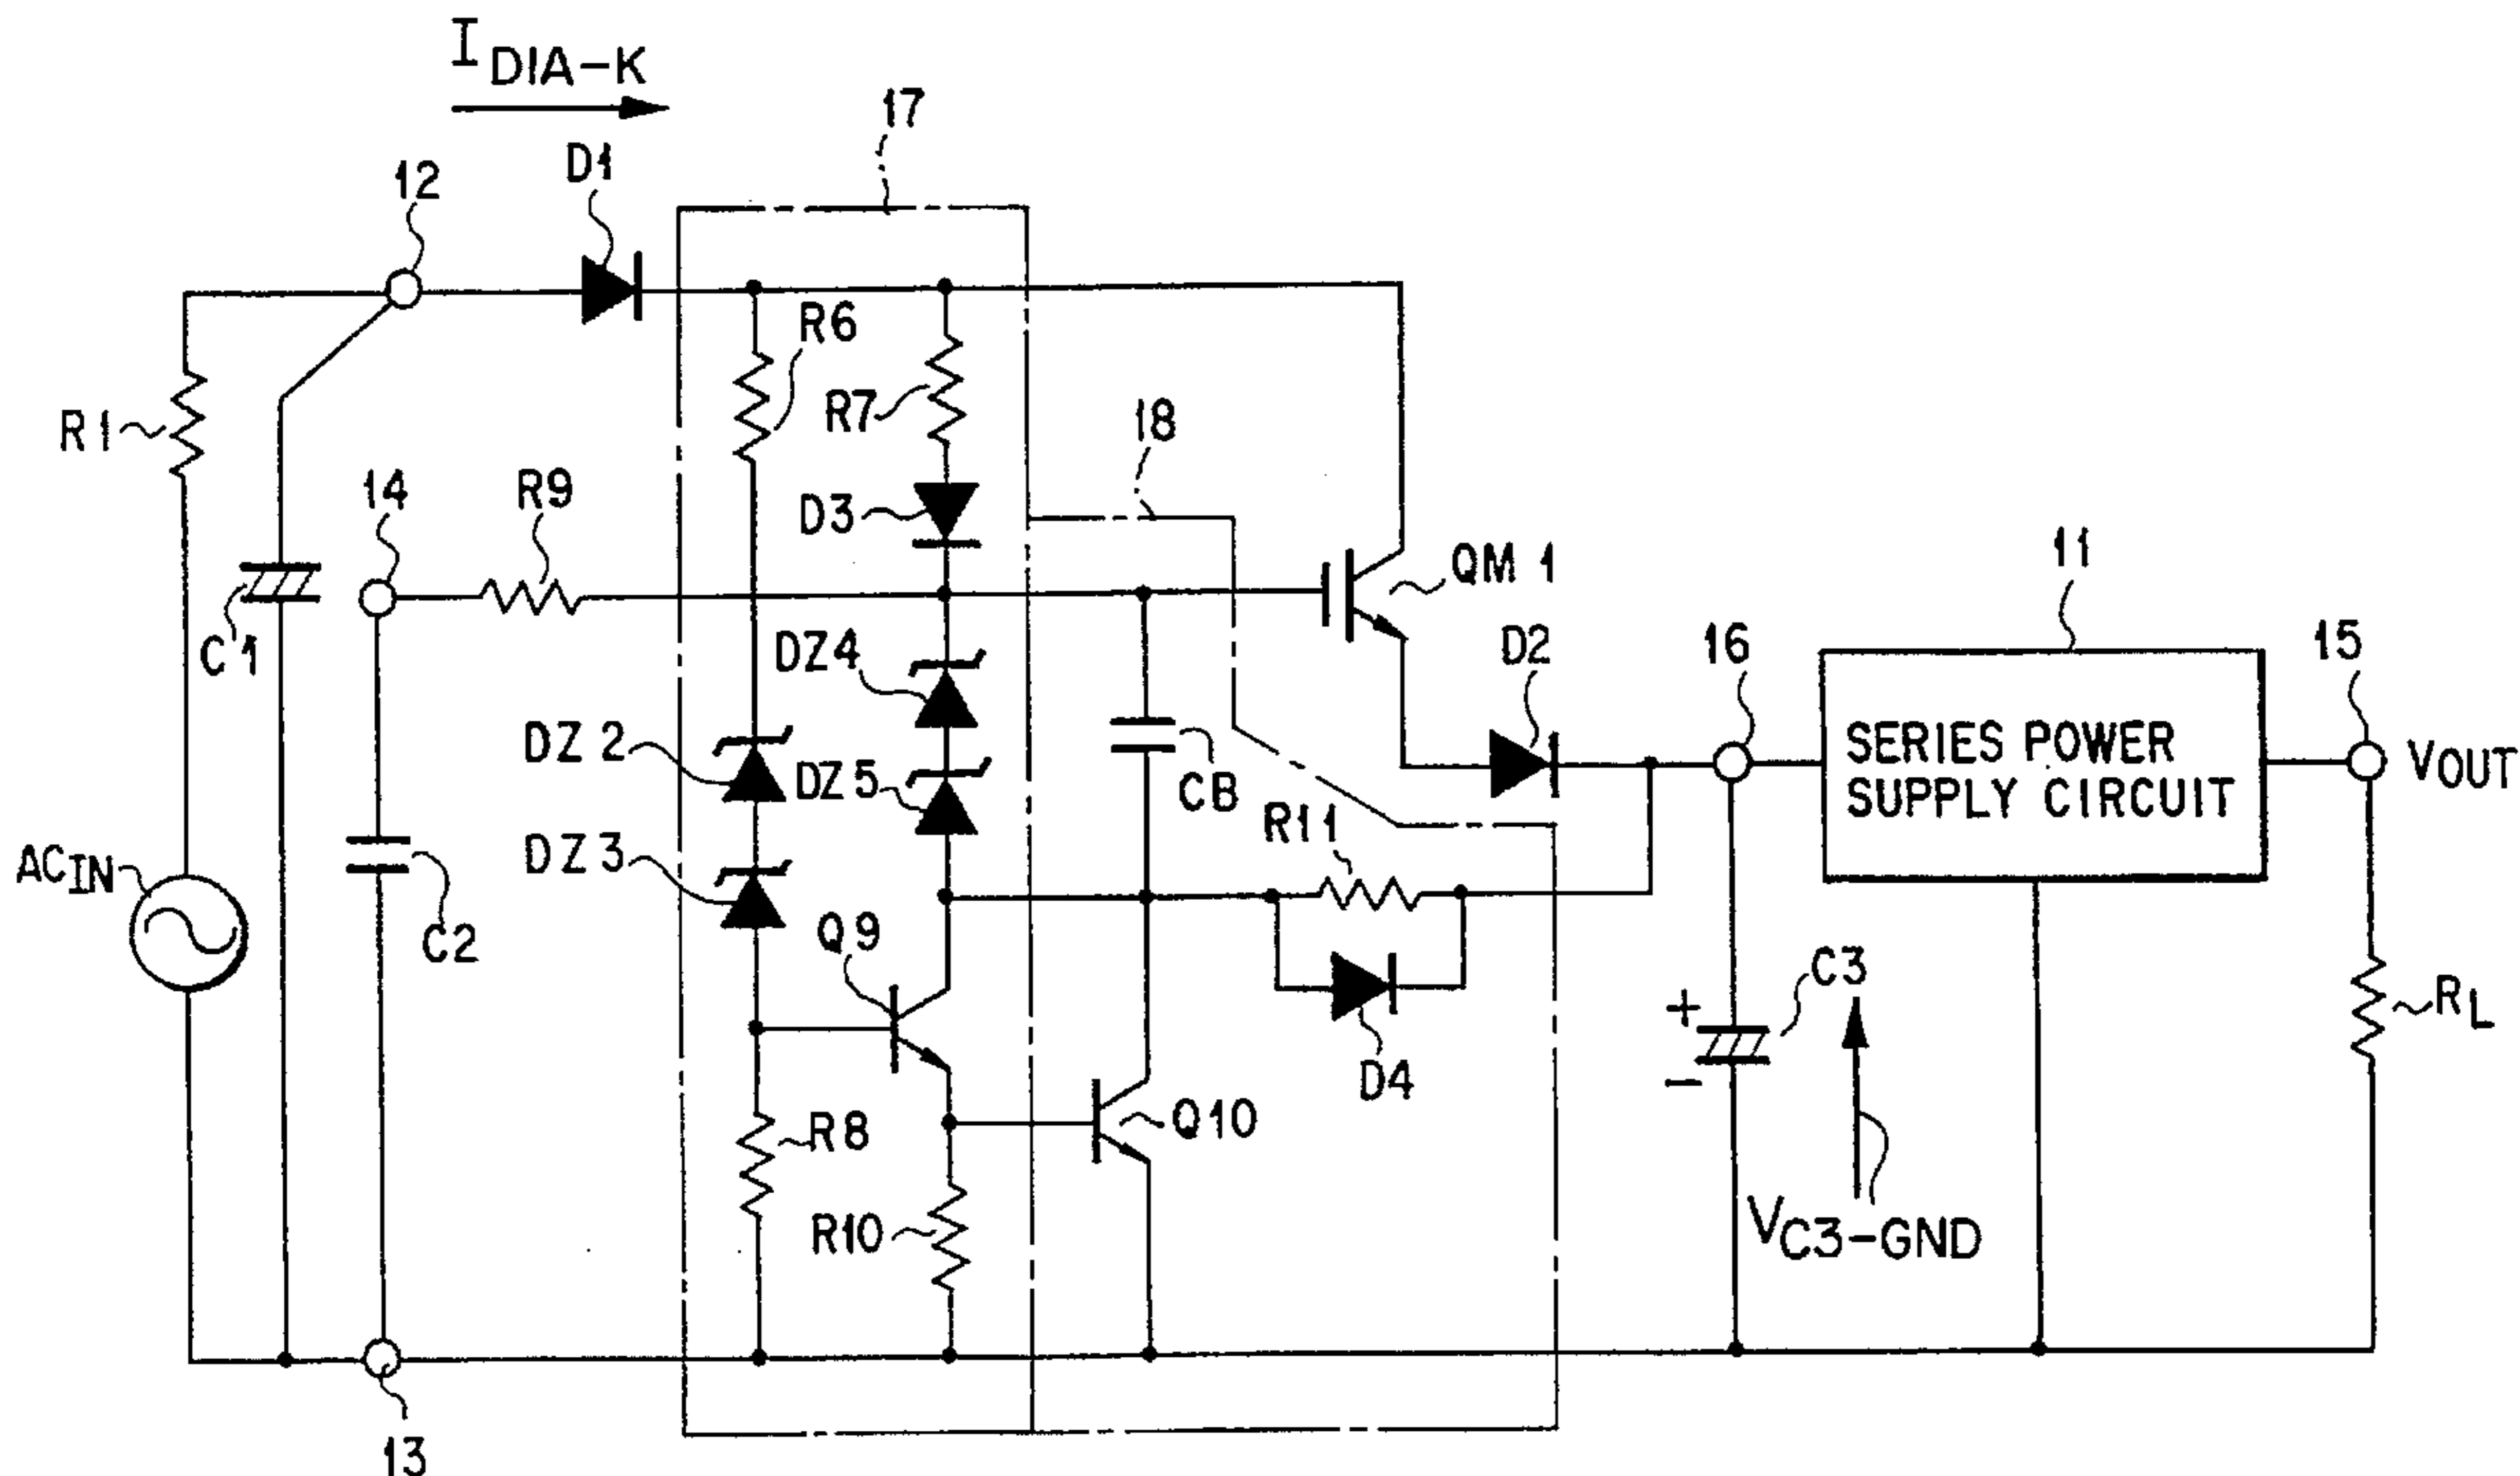 I DIA-K
17
12
D1
R6
R7
R1
18
14
R9
D3
QM 1
11
C1
DZ4
D2
16
15
DZ 2
DZ 5
CB
SERIES POWER
SUPPLY CIRCUIT
VOUT
R11
ACIN
DZ 3
C2
Q9
C3
+
RL
D4
−
R8
Q10
R10
VC3-GND
13